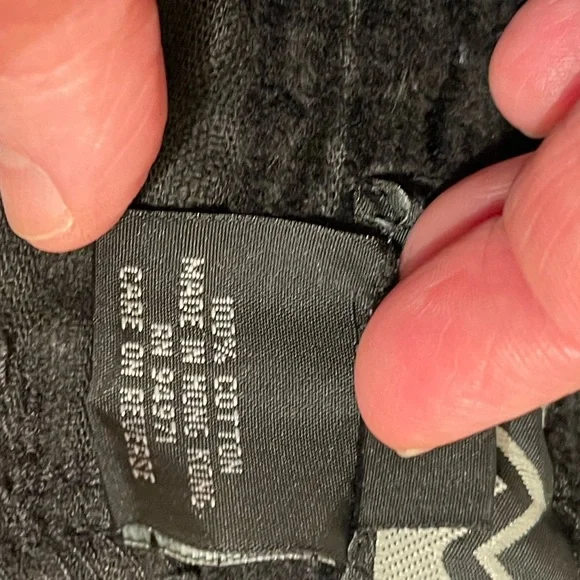 100% COTTON
MADE IN HONG KONG
RN 94971
CARE ON REVERSE